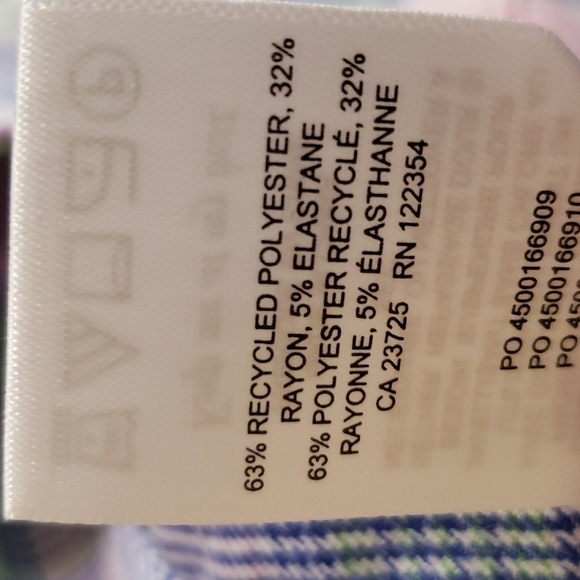 63% RECYCLED POLYESTER, 32%
RAYON, 5% ELASTANE
63% POLYESTER RECYCLÉ, 32%
RAYONNE, 5% ÉLASTHANNE
CA 23725 RN 122354
PO 4500166909
PO 4500166910
PO